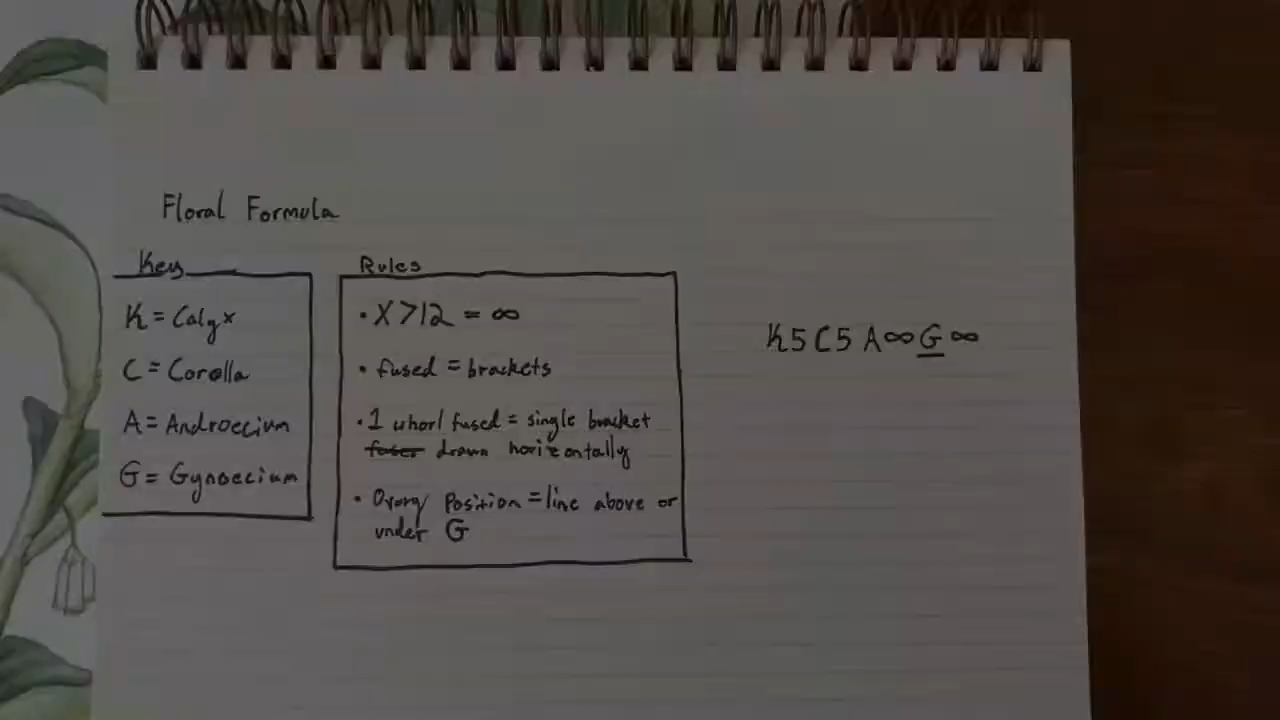 Floral Formula
Key
K = Calyx
C = Corolla
A = Androecium
G = Gynoecium
Rules
• X > 12 = ∞
• fused = brackets
• 1 whorl fused = single bracket
drawn horizontally
• Ovary Position = line above or
under G
K5 C5 A∞ G ∞